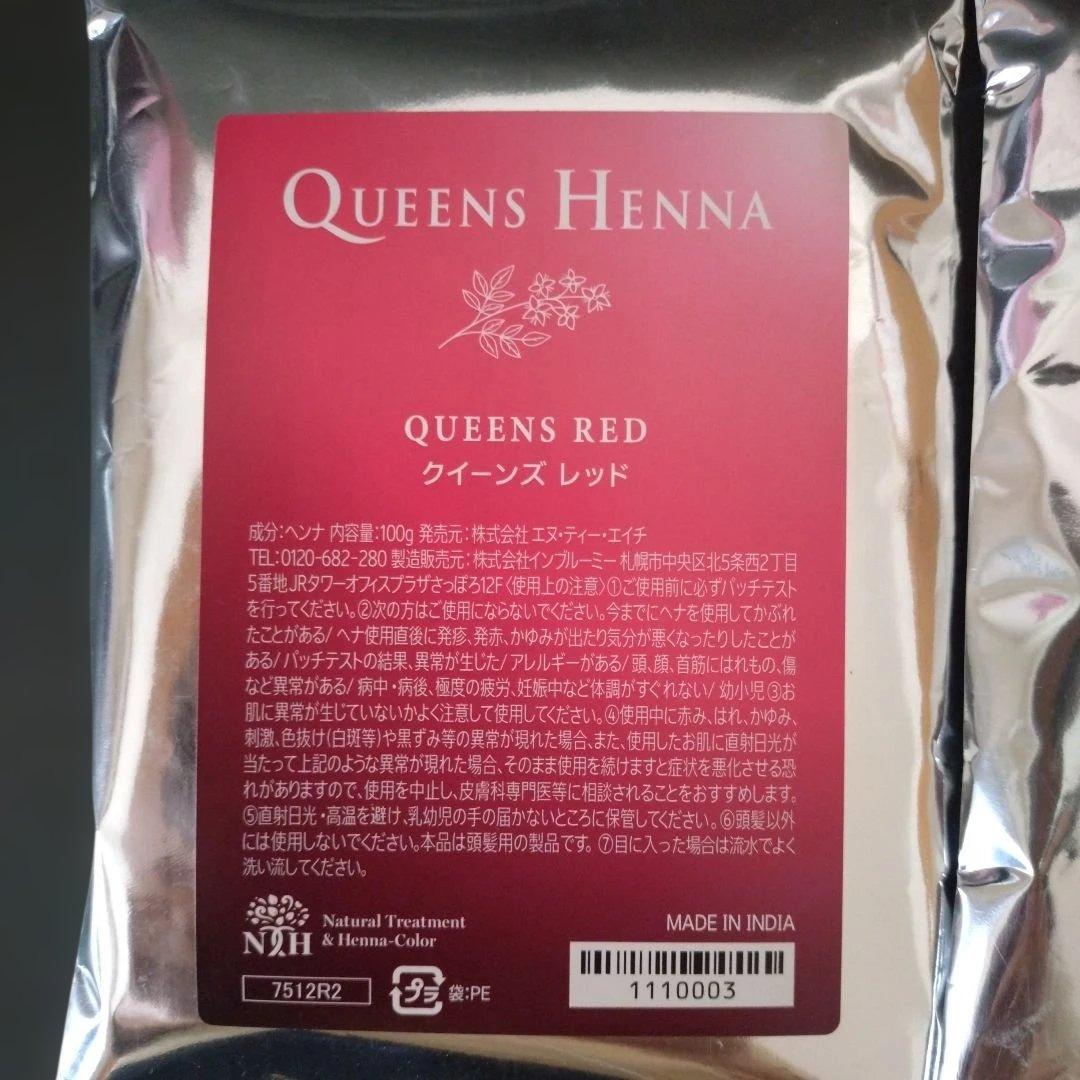 QUEENS HENNA
QUEENS RED
クイーンズ レッド
成分:ヘンナ 内容量:100g 発売元:株式会社 エヌ・ティー・エイチ
TEL:0120-682-280 製造販売元:株式会社インブルーミー 札幌市中央区北5条西2丁目
5番地JRタワーオフィスプラザさっぽろ12F〈使用上の注意〉①ご使用前に必ずパッチテスト
を行ってください。②次の方はご使用にならないでください。今までにヘナを使用してかぶれ
たことがある/ヘナ使用直後に発疹、発赤、かゆみが出たり気分が悪くなったりしたことが
ある/パッチテストの結果、異常が生じた/アレルギーがある/頭、顔、首筋にはれもの、傷
など異常がある/ 病中・病後、極度の疲労、妊娠中など体調がすぐれない/ 幼小児 ③お
肌に異常が生じていないかよく注意して使用してください。④使用中に赤み、はれ、かゆみ、
刺激、色抜け(白斑等)や黒ずみ等の異常が現れた場合、また、使用したお肌に直射日光が
当たって上記のような異常が現れた場合、そのまま使用を続けますと症状を悪化させる恐
れがありますので、使用を中止し、皮膚科専門医等に相談されることをおすすめします。
⑤直射日光・高温を避け、乳幼児の手の届かないところに保管してください。⑥頭髪以外
には使用しないでください。本品は頭髪用の製品です。⑦目に入った場合は流水でよく
洗い流してください。
NTH
Natural Treatment
& Henna-Color
MADE IN INDIA
7512R2
プラ 袋:PE
1110003